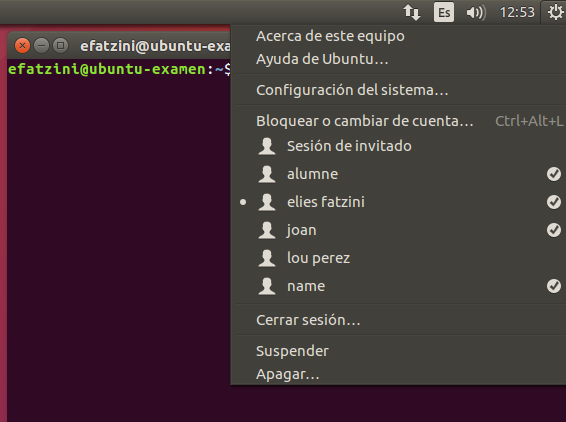 Es
12:53
efatzini@ubuntu-exa
efatzini@ubuntu-examen:~$
Acerca de este equipo
Ayuda de Ubuntu…
Configuración del sistema…
Bloquear o cambiar de cuenta… Ctrl+Alt+L
Sesión de invitado
alumne
elies fatzini
joan
lou perez
name
Cerrar sesión…
Suspender
Apagar…